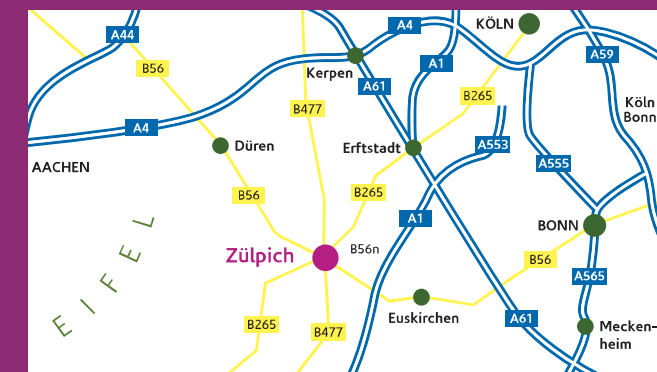 A44
A4
KÖLN
B56
Kerpen
A1
A59
A61
B265
Köln
Bonn
B477
A4
Düren
Erftstadt
A553
AACHEN
A555
B56
B265
A1
BONN
EIFEL
Zülpich
B56n
B56
A565
Euskirchen
B265
B477
A61
Mecken-
heim